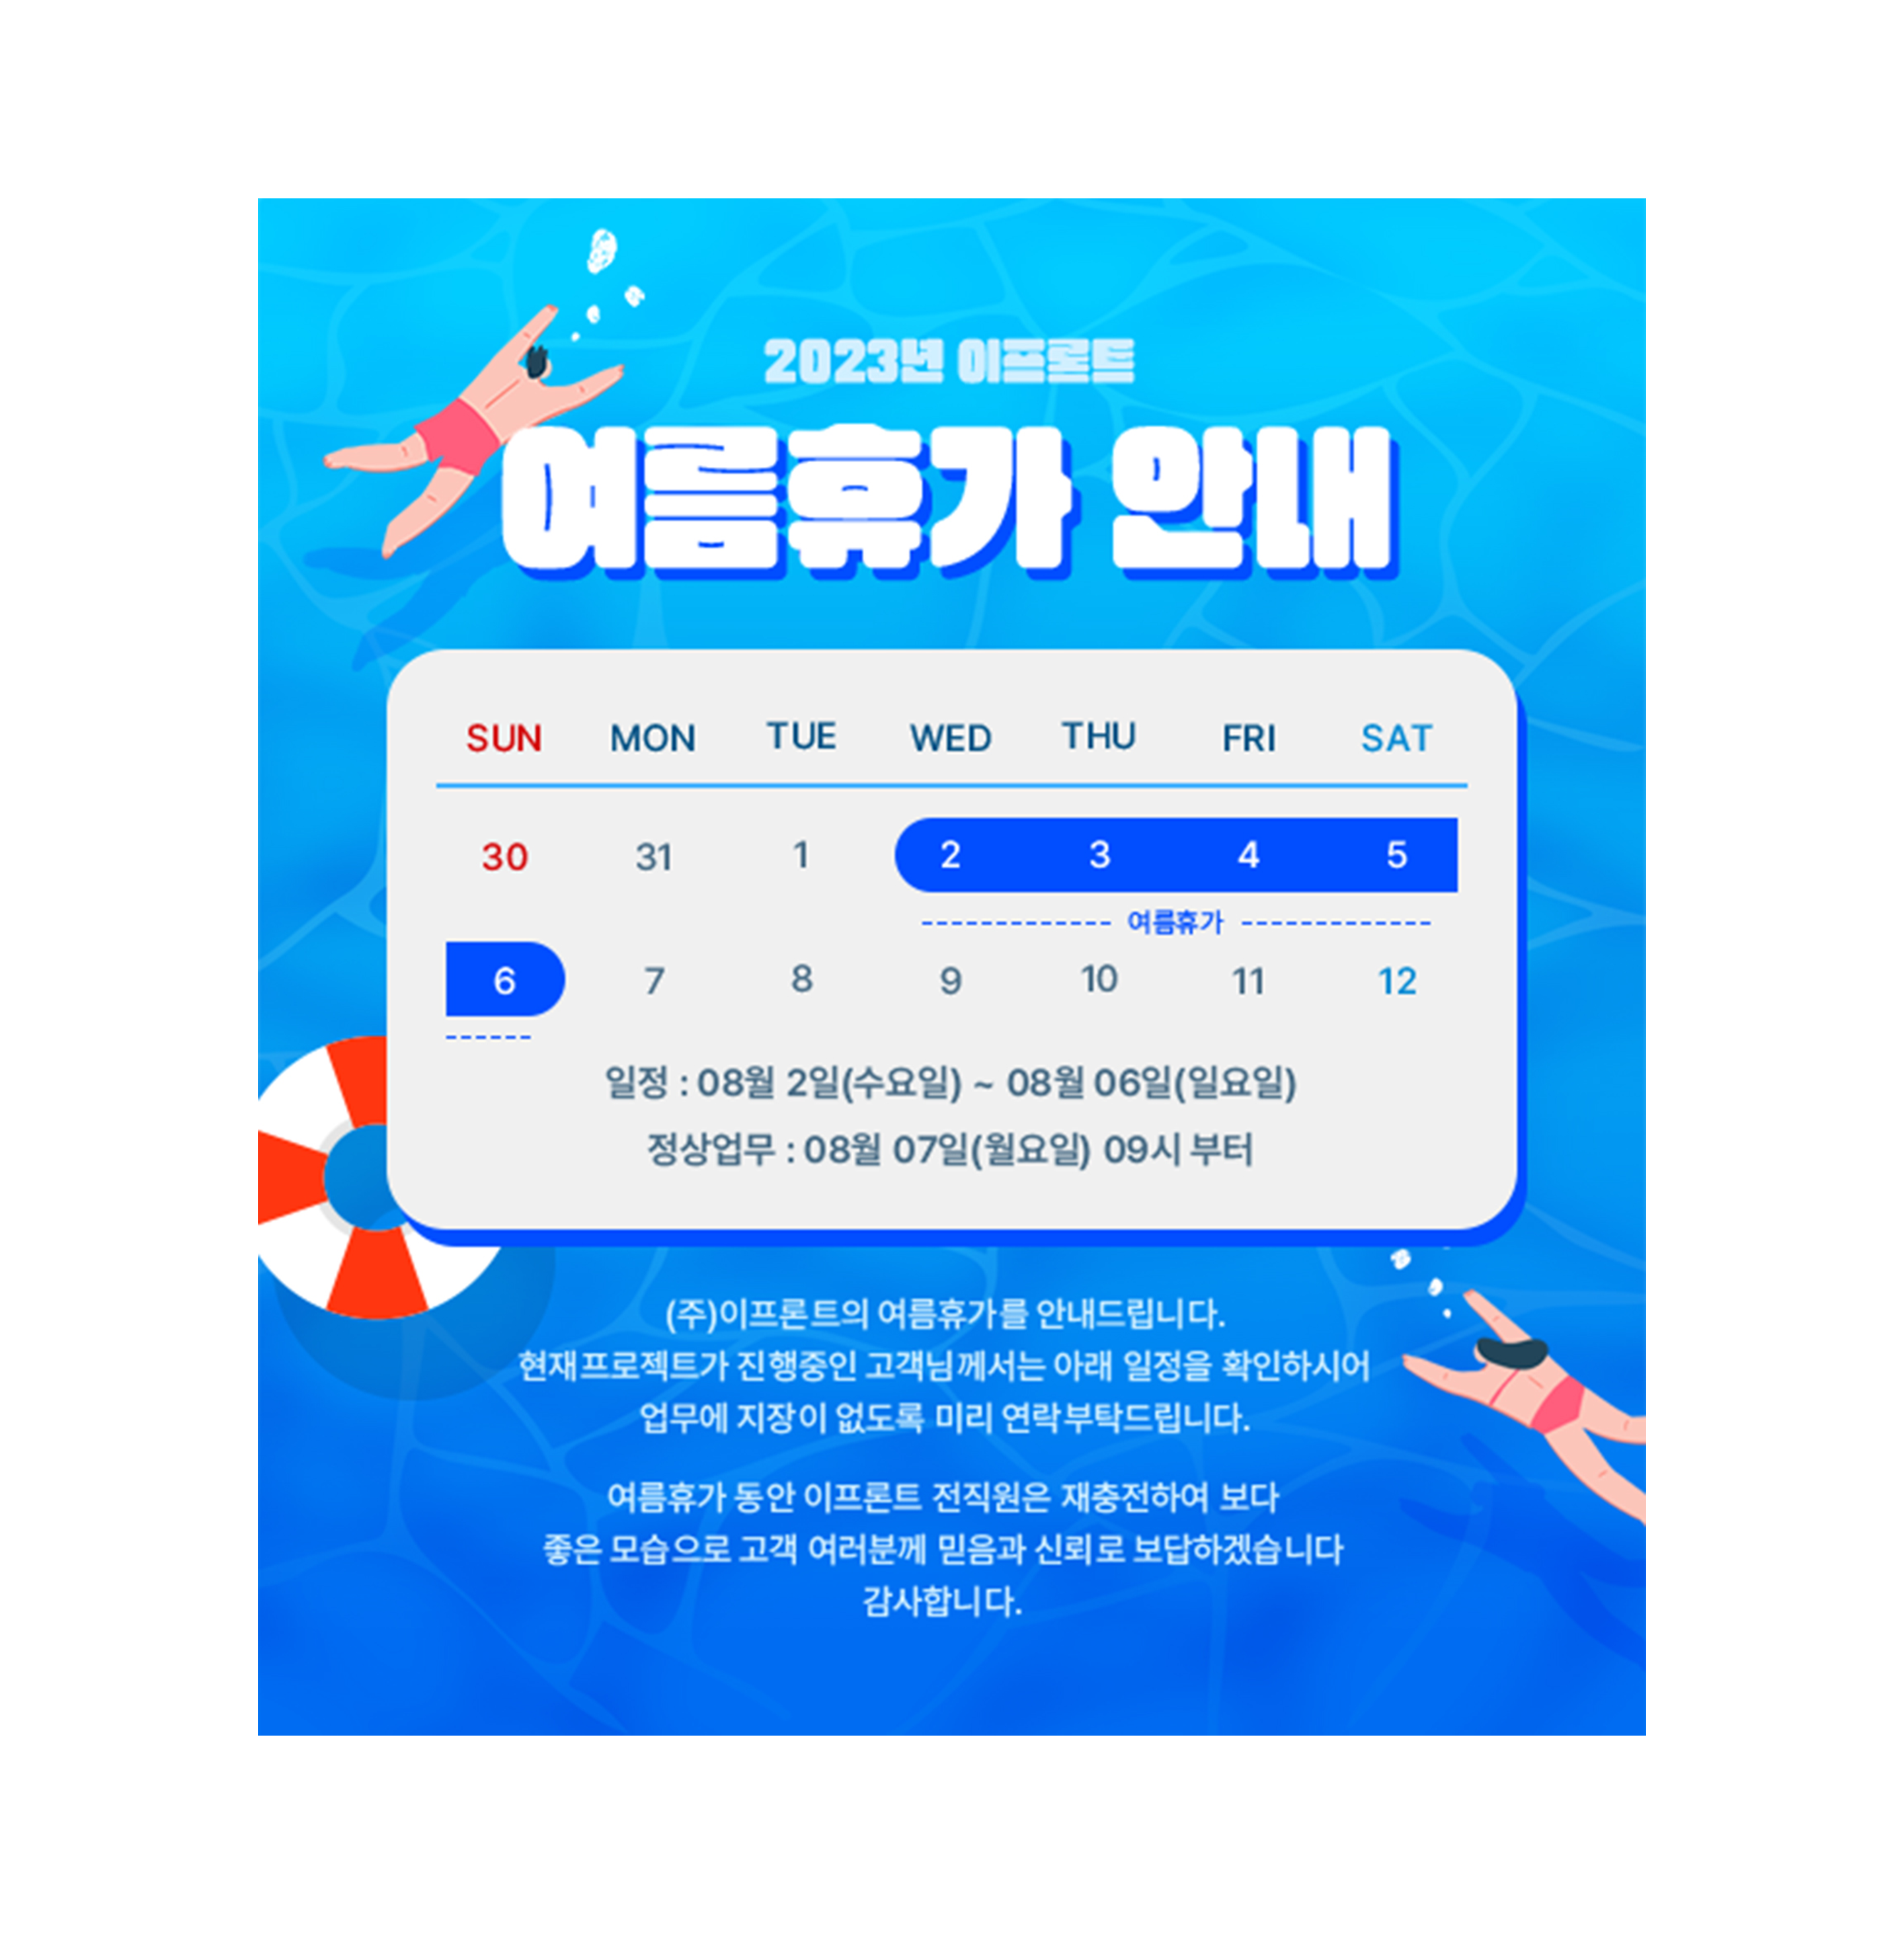 2023년 이프론트
여름휴가 안내
SUN MON TUE WED THU FRI SAT
30 31 1 2 3 4 5
여름휴가
6 7 8 9 10 11 12
일정 : 08월 2일(수요일) ~ 08월 06일(일요일)
정상업무 : 08월 07일(월요일) 09시 부터
(주)이프론트의 여름휴가를 안내드립니다.
현재프로젝트가 진행중인 고객님께서는 아래 일정을 확인하시어
업무에 지장이 없도록 미리 연락부탁드립니다.
여름휴가 동안 이프론트 전직원은 재충전하여 보다
좋은 모습으로 고객 여러분께 믿음과 신뢰로 보답하겠습니다
감사합니다.